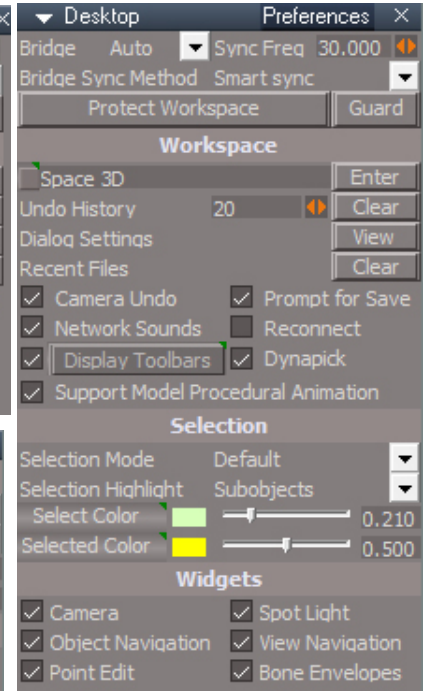 Desktop Preferences
Bridge Auto Sync Freq 30.000
Bridge Sync Method Smart sync
Protect Workspace Guard
Workspace
Space 3D Enter
Undo History 20 Clear
Dialog Settings View
Recent Files Clear
Camera Undo Prompt for Save
Network Sounds Reconnect
Display Toolbars Dynapick
Support Model Procedural Animation
Selection
Selection Mode Default
Selection Highlight Subobjects
Select Color 0.210
Selected Color 0.500
Widgets
Camera Spot Light
Object Navigation View Navigation
Point Edit Bone Envelopes